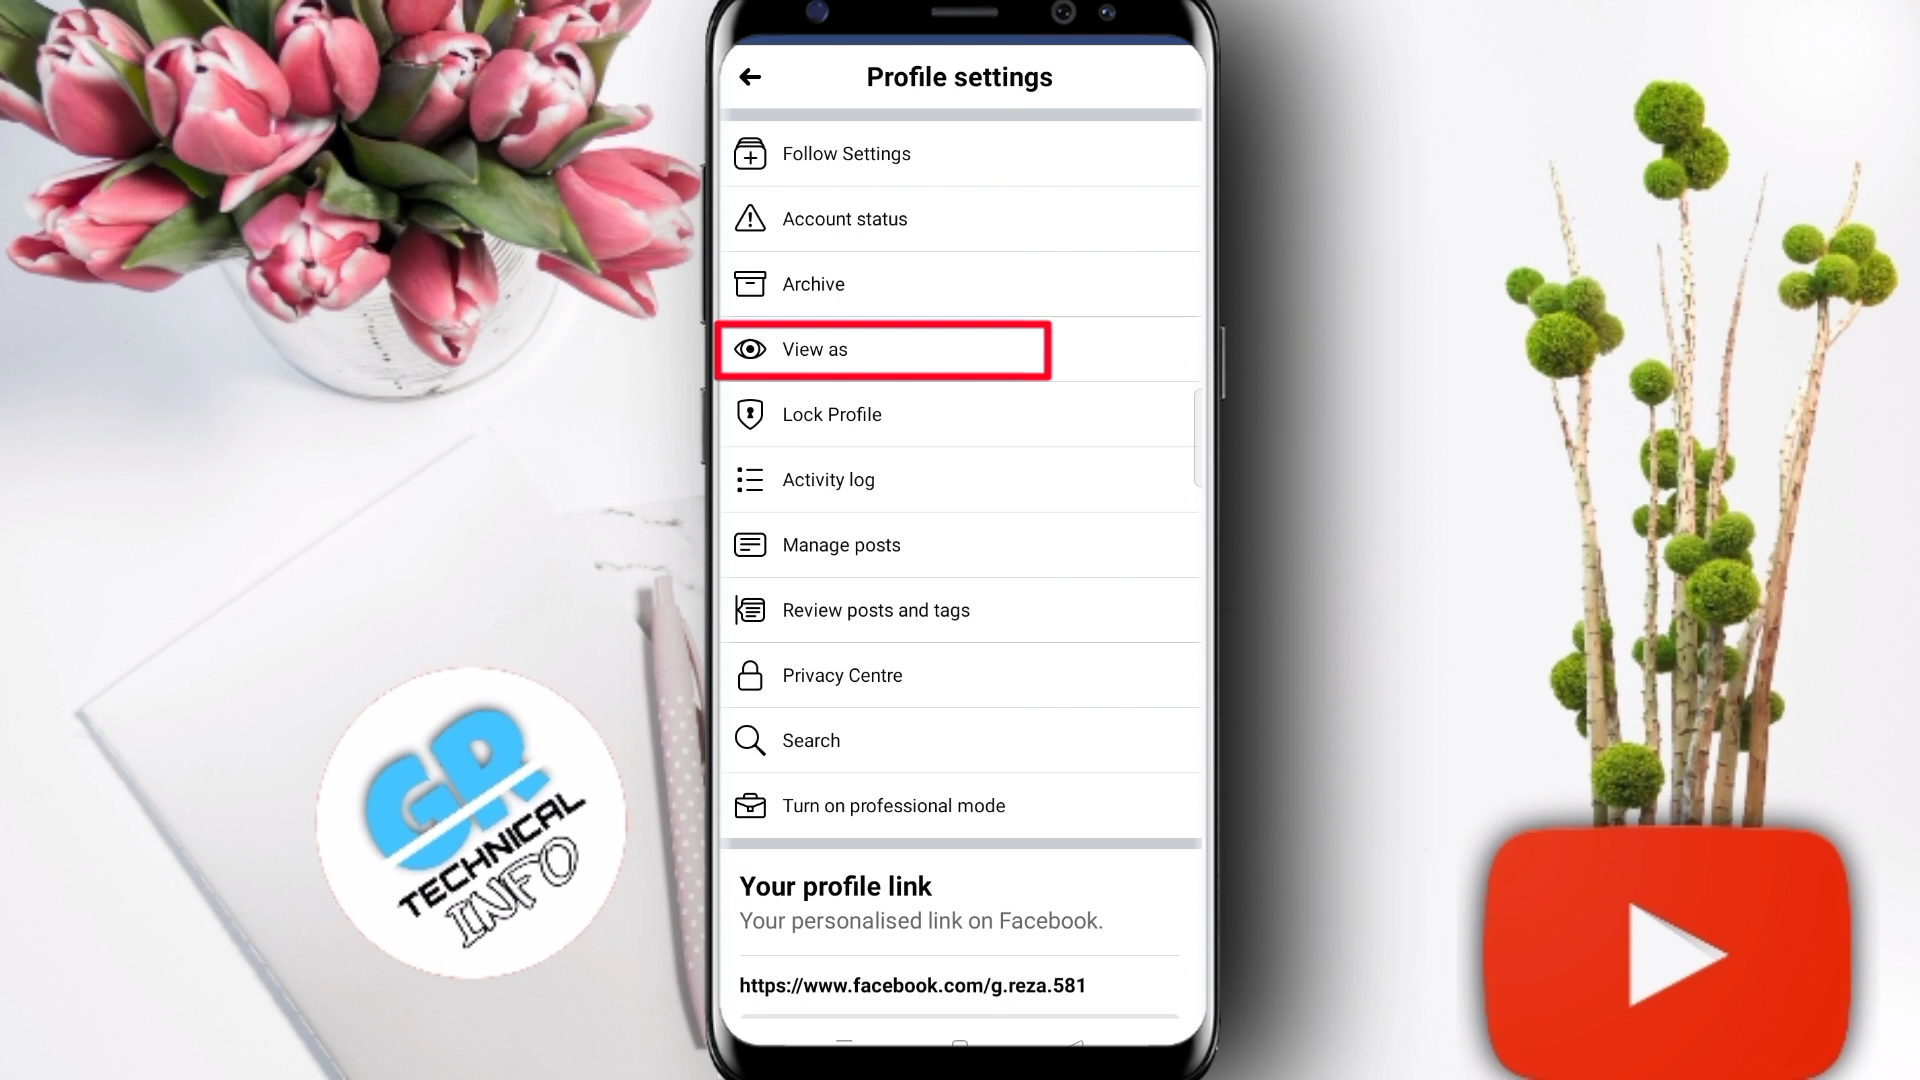 Profile settings
Follow Settings
Account status
Archive
View as
Lock Profile
Activity log
Manage posts
Review posts and tags
Privacy Centre
Search
Turn on professional mode
Your profile link
Your personalised link on Facebook.
https://www.facebook.com/g.reza.581
GR
TECHNICAL
INFO